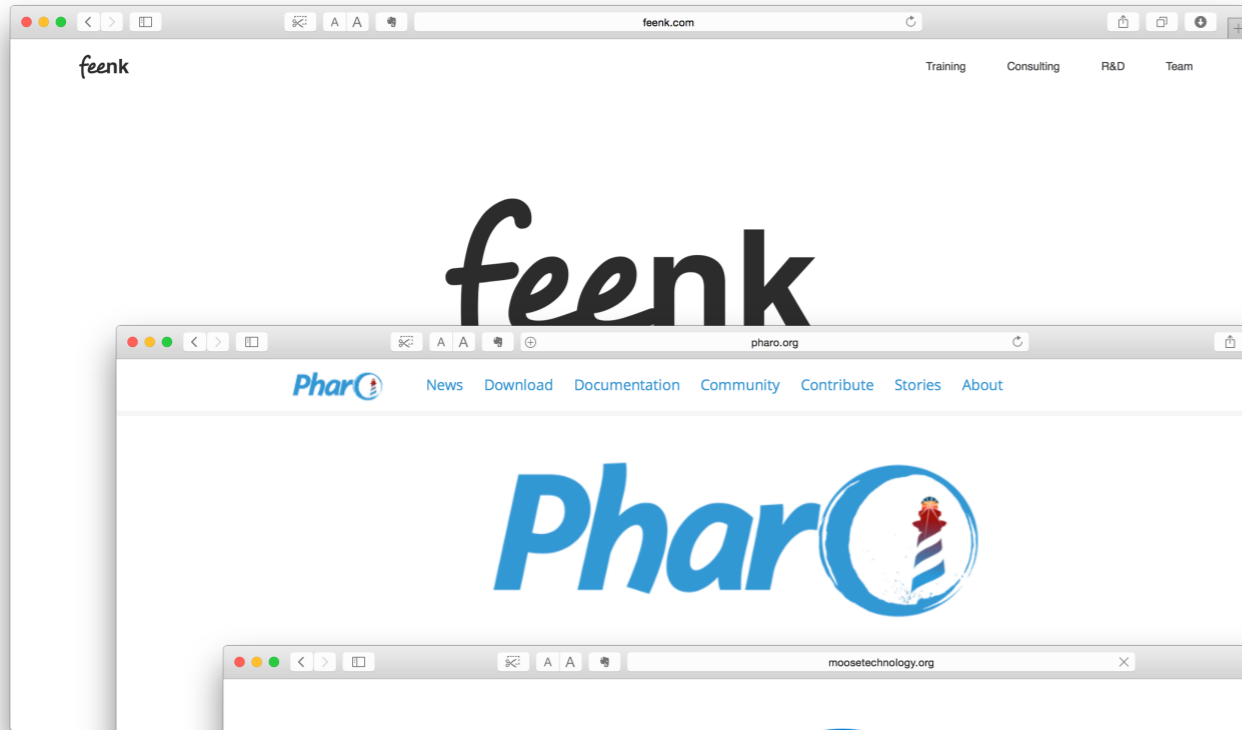 A A feenk.com
feenk Training Consulting R&D Team
feenk
A A pharo.org
Pharo News Download Documentation Community Contribute Stories About
Pharo
A A moosetechnology.org